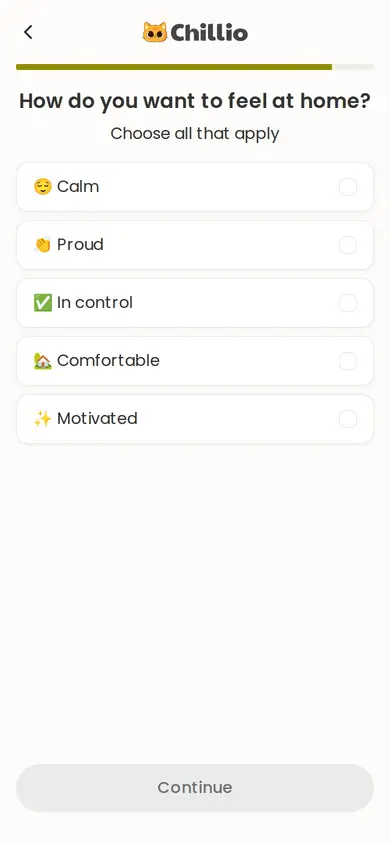 Chillio
How do you want to feel at home?
Choose all that apply
😌 Calm
👏 Proud
✅ In control
🏡 Comfortable
✨ Motivated
Continue